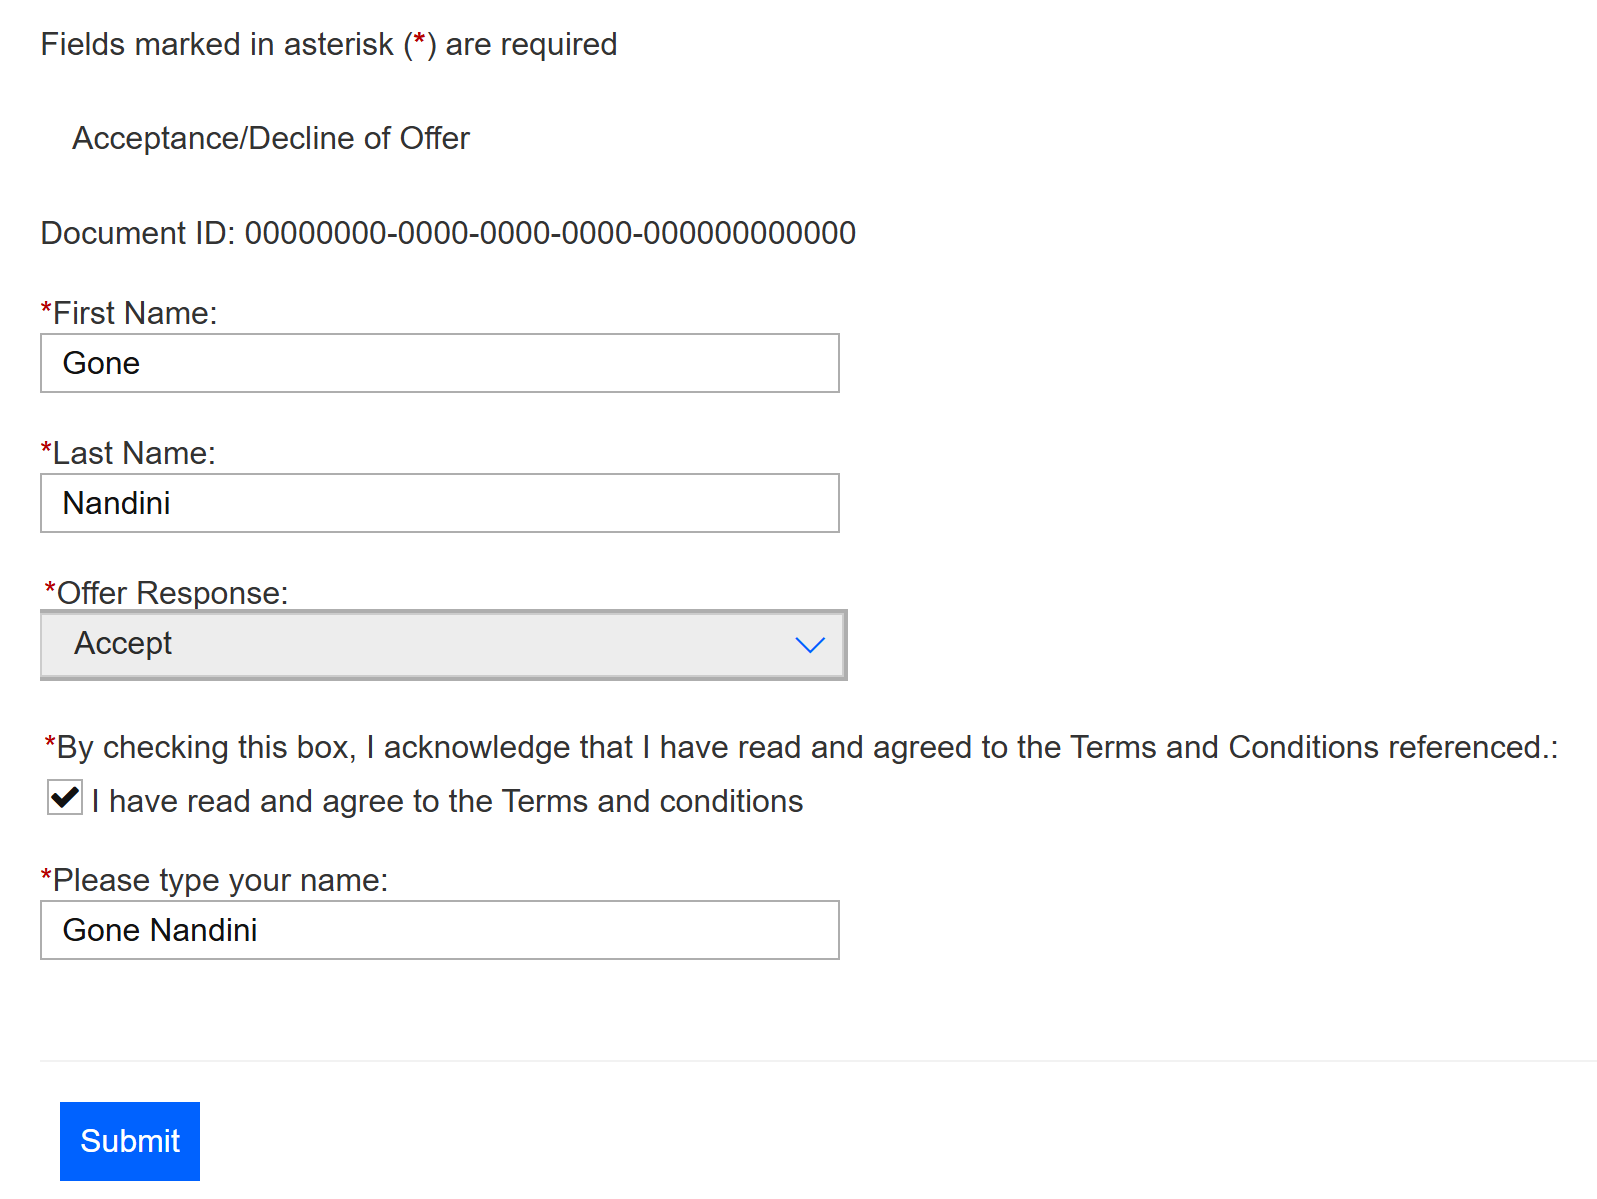 Fields marked in asterisk (*) are required
Acceptance/Decline of Offer
Document ID: 00000000-0000-0000-0000-000000000000
*First Name:
Gone
*Last Name:
Nandini
*Offer Response:
Accept
*By checking this box, I acknowledge that I have read and agreed to the Terms and Conditions referenced.:
I have read and agree to the Terms and conditions
*Please type your name:
Gone Nandini
Submit